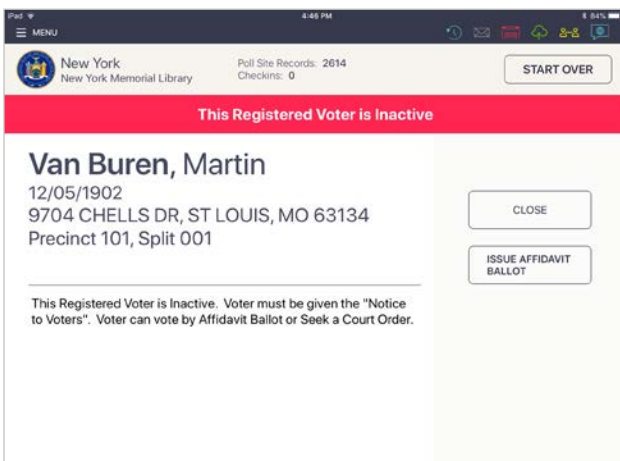 iPad
4:46 PM
84%
MENU
New York
New York Memorial Library
Poll Site Records: 2614
Checkins: 0
START OVER
This Registered Voter is Inactive
Van Buren, Martin
12/05/1902
9704 CHELLS DR, ST LOUIS, MO 63134
Precinct 101, Split 001
CLOSE
ISSUE AFFIDAVIT
BALLOT
This Registered Voter is Inactive. Voter must be given the "Notice
to Voters". Voter can vote by Affidavit Ballot or Seek a Court Order.